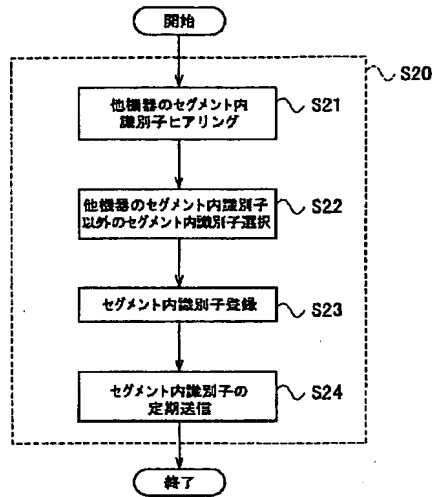 開始
S20
他機器のセグメント内
識別子ヒアリング
S21
他機器のセグメント内識別子
以外のセグメント内識別子選択
S22
セグメント内識別子登録
S23
セグメント内識別子の
定期送信
S24
終了